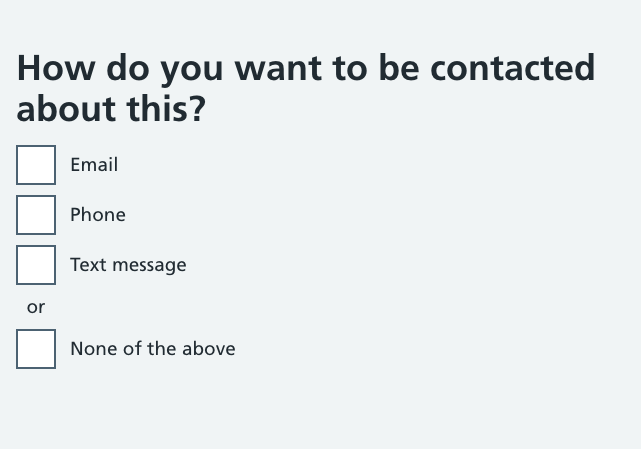 How do you want to be contacted
about this?
Email
Phone
Text message
or
None of the above